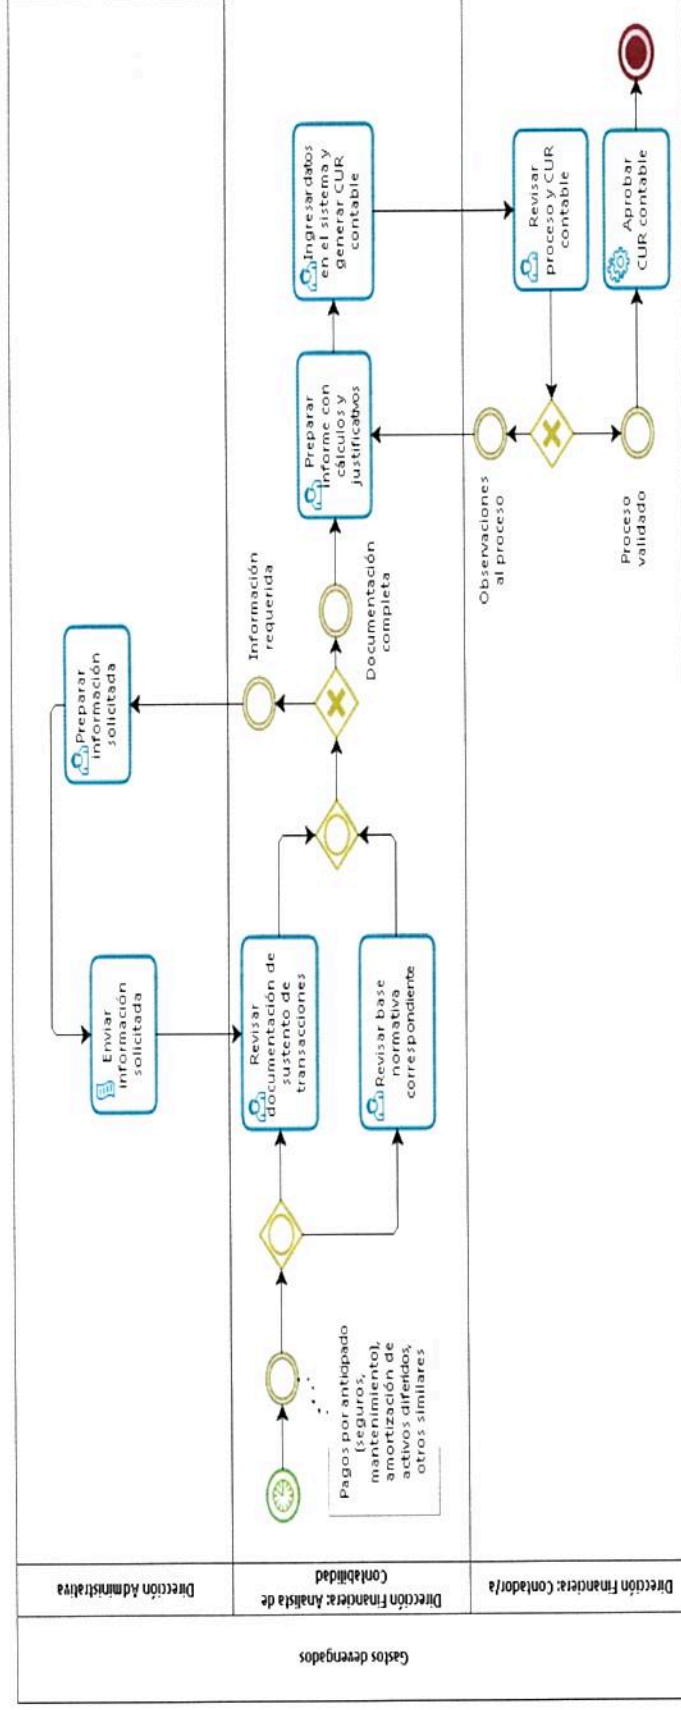 Gastos devengados
Dirección Administrativa
Dirección Financiera: Analista de
Contabilidad
Dirección Financiera: Contador/a
Enviar
información
solicitada
Preparar
información
solicitada
Pagos por anticipado
(seguros,
mantenimiento),
amortización de
activos diferidos,
otros similares
Revisar
documentación de
sustento de
transacciones
Revisar base
normativa
correspondiente
Información
requerida
Documentación
completa
Preparar
informe con
cálculos y
justificativos
Ingresar datos
en el sistema y
generar CUR
contable
Revisar
proceso y CUR
contable
Observaciones
al proceso
Proceso
validado
Aprobar
CUR contable